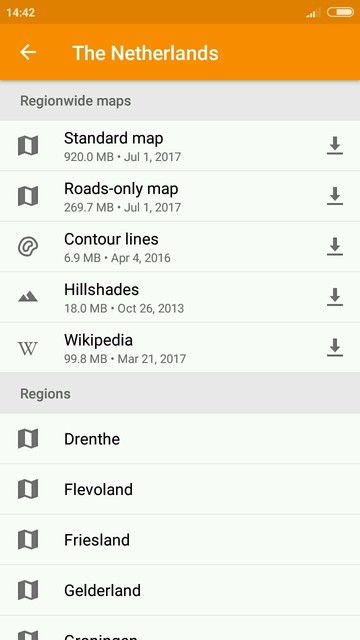 14:42
The Netherlands
Regionwide maps
Standard map
920.0 MB • Jul 1, 2017
Roads-only map
269.7 MB • Jul 1, 2017
Contour lines
6.9 MB • Apr 4, 2016
Hillshades
18.0 MB • Oct 26, 2013
W
Wikipedia
99.8 MB • Mar 21, 2017
Regions
Drenthe
Flevoland
Friesland
Gelderland